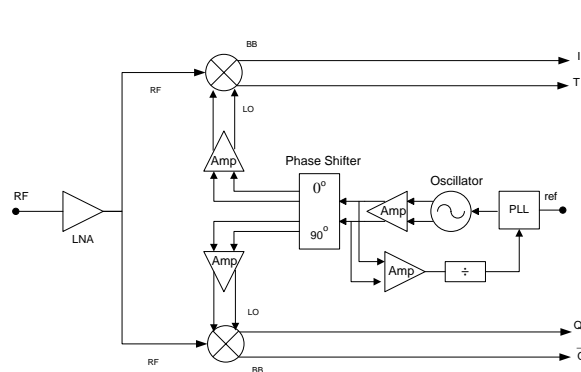 BB
I
T
RF
LO
Amp
Phase Shifter
0°
90°
Oscillator
Amp
PLL
ref
RF
LNA
Amp
÷
Amp
LO
Q
RF
BB